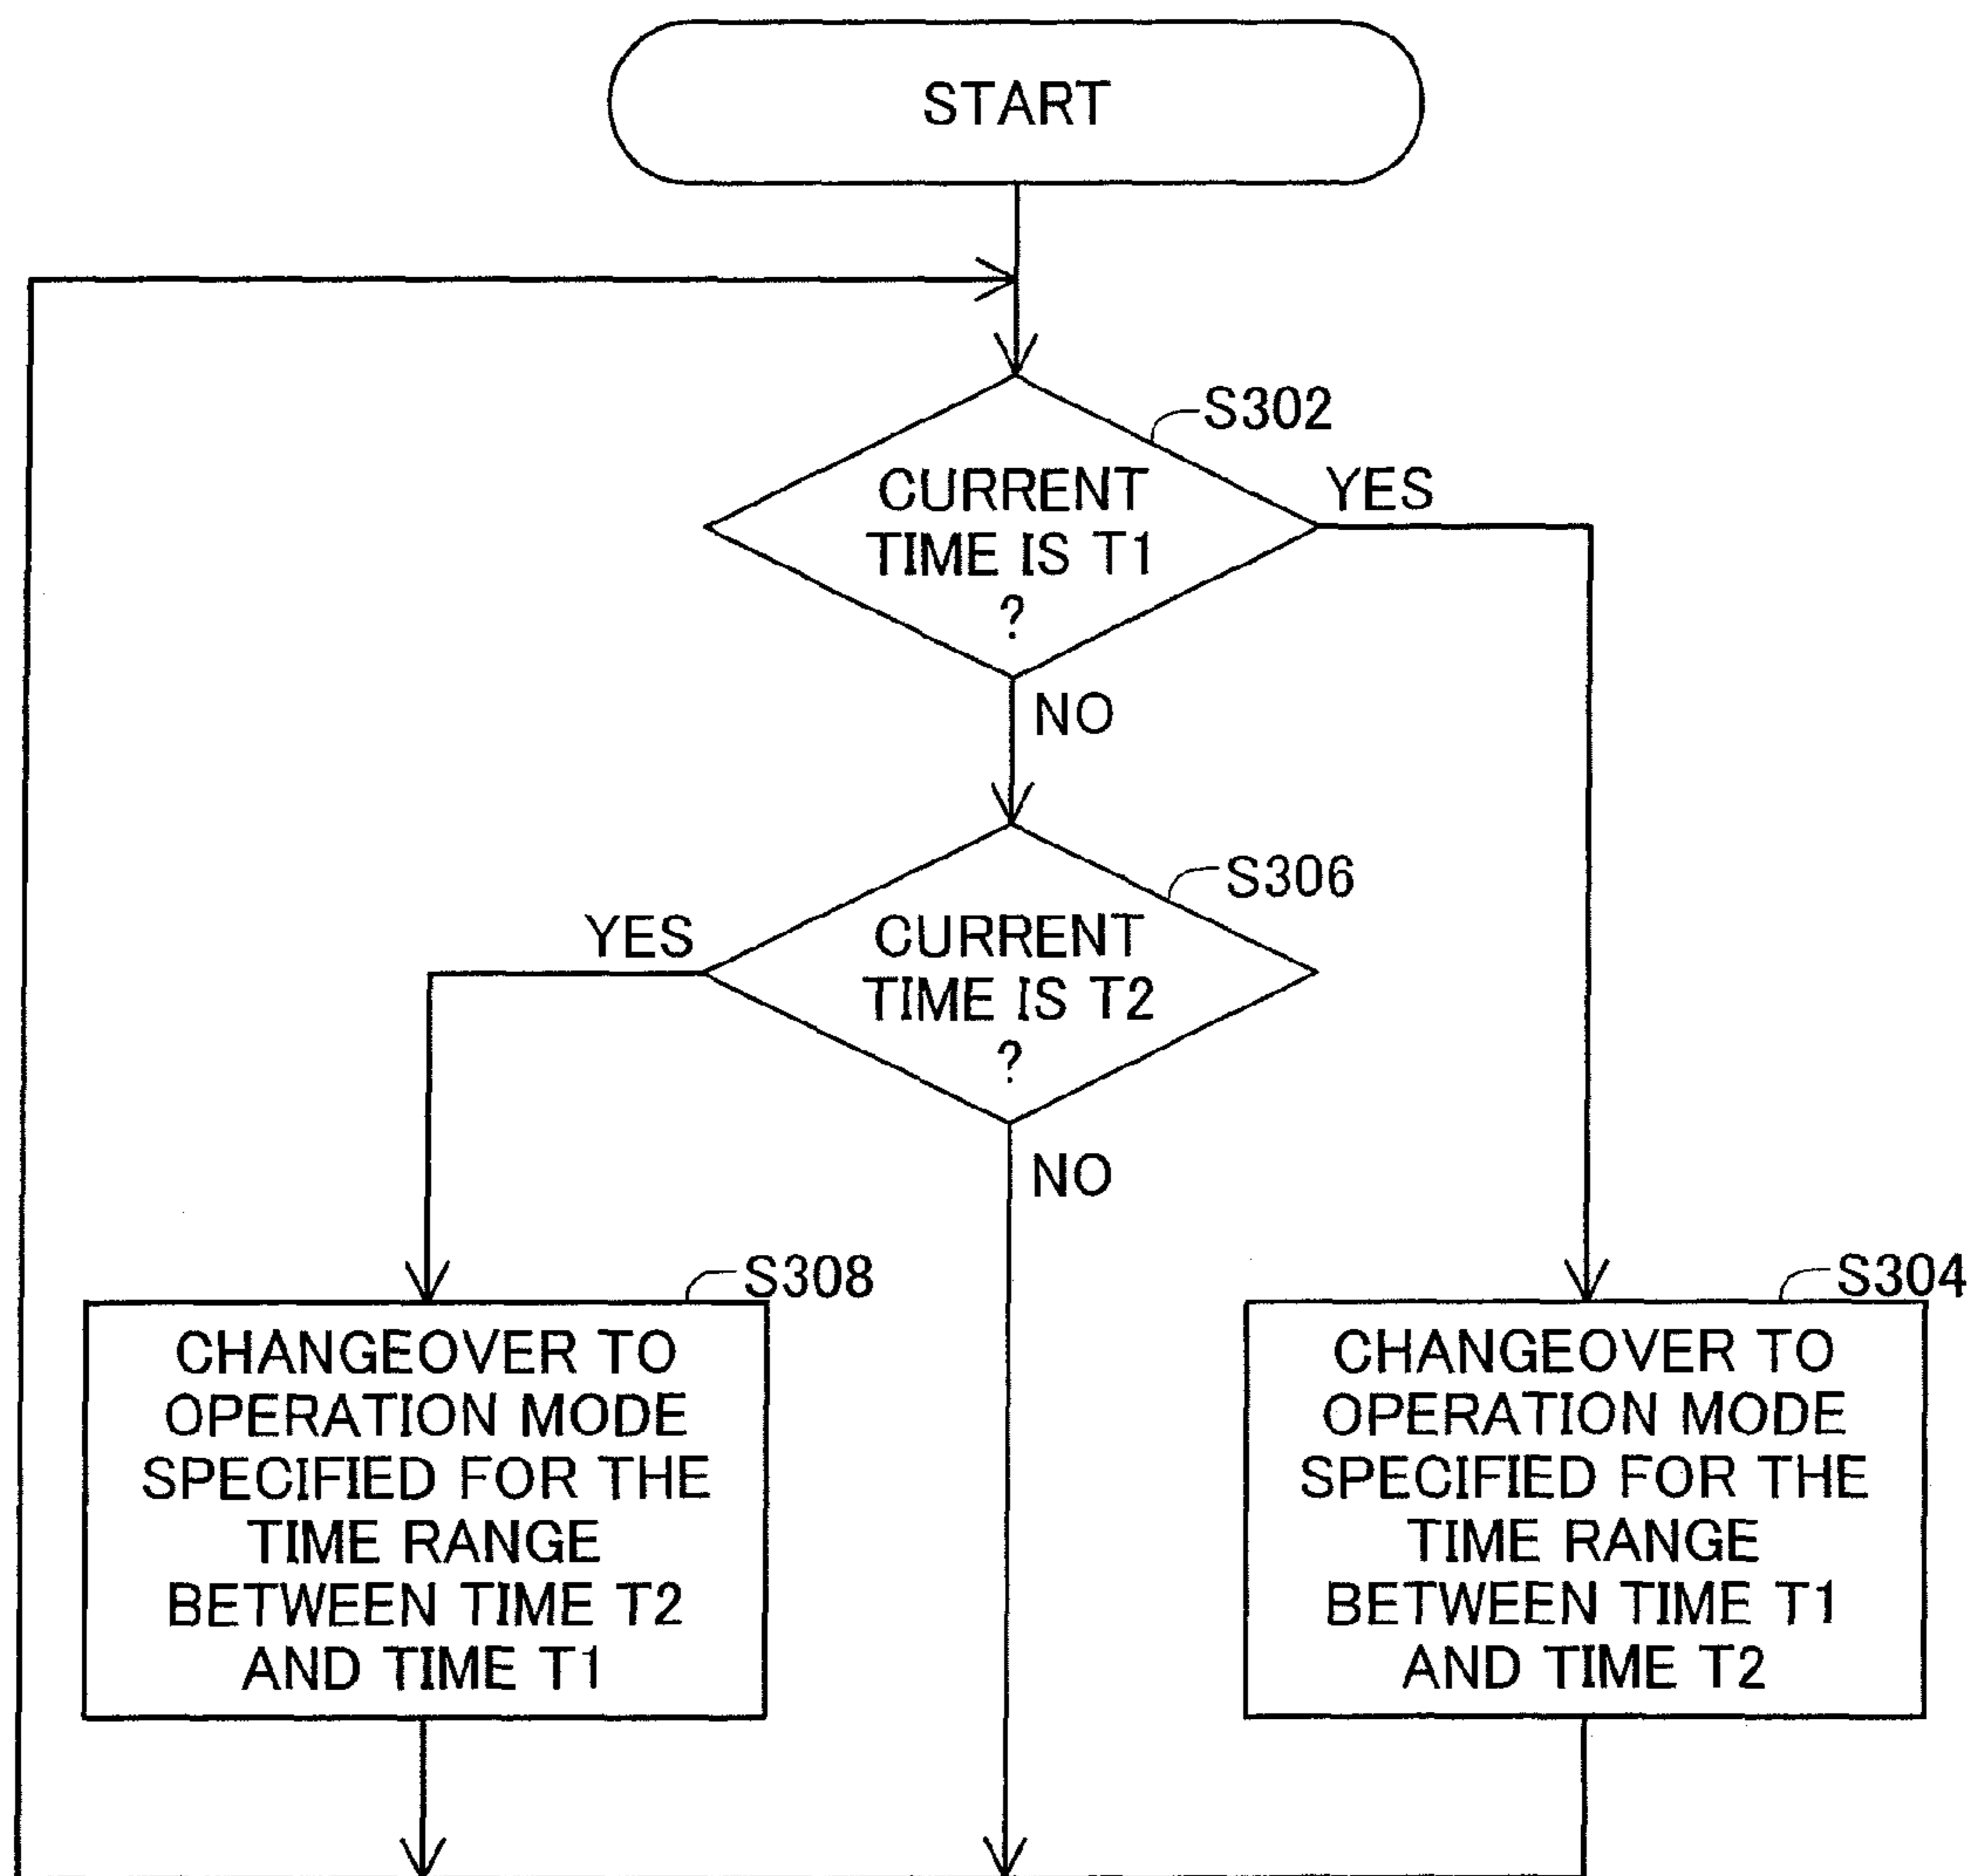 START
S302
CURRENT
TIME IS T1
?
YES
NO
S306
CURRENT
TIME IS T2
?
YES
NO
S308
CHANGEOVER TO
OPERATION MODE
SPECIFIED FOR THE
TIME RANGE
BETWEEN TIME T2
AND TIME T1
S304
CHANGEOVER TO
OPERATION MODE
SPECIFIED FOR THE
TIME RANGE
BETWEEN TIME T1
AND TIME T2